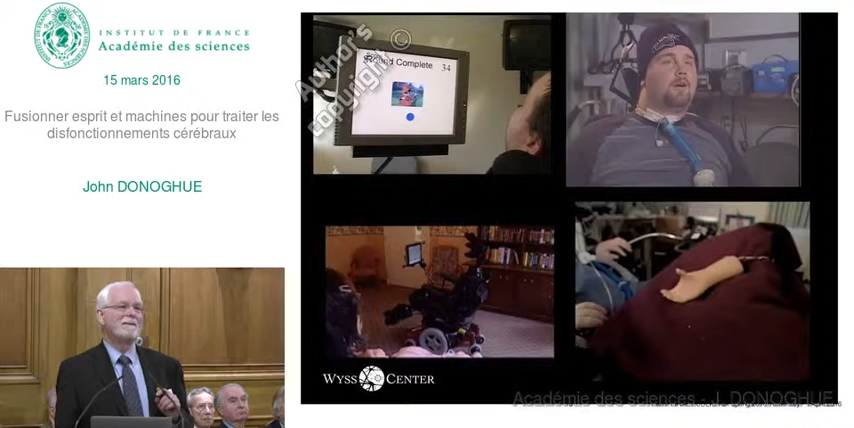 INSTITUT DE FRANCE
Académie des sciences
15 mars 2016
Fusionner esprit et machines pour traiter les
disfonctionnements cérébraux
John DONOGHUE
Author's
copyright ©
Round Complete 34
WYSS CENTER
Académie des sciences - J. DONOGHUE